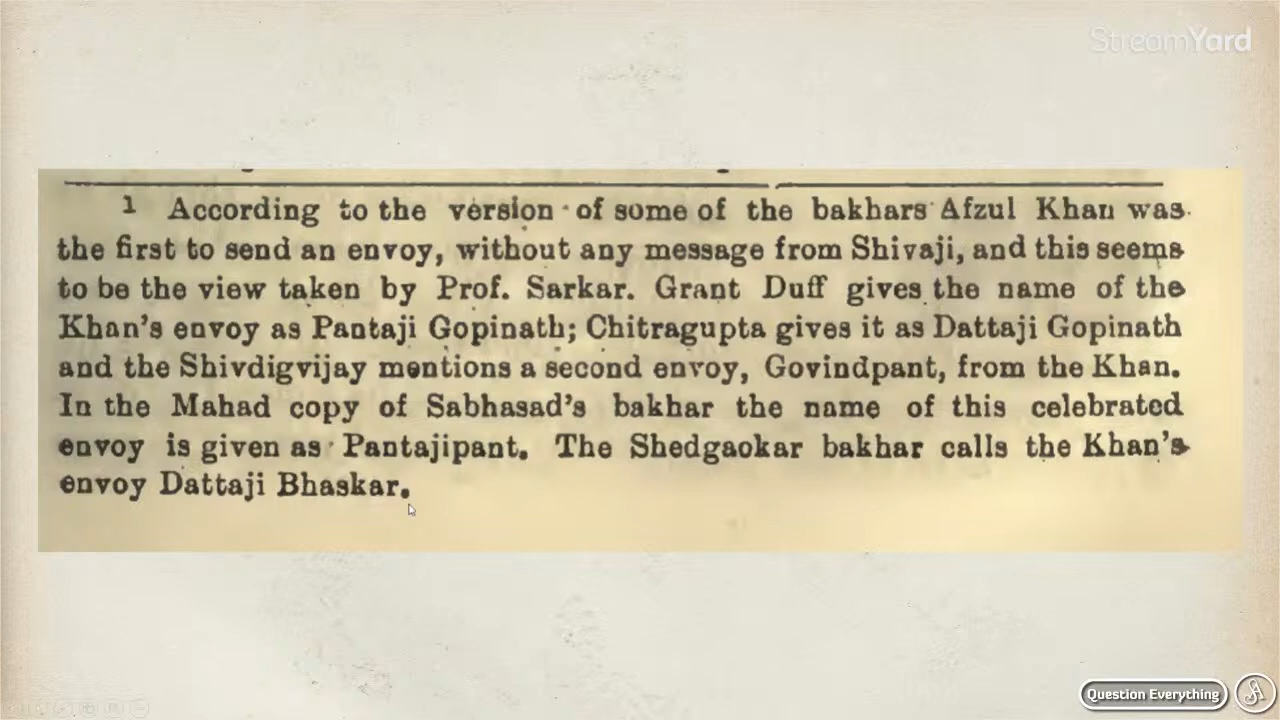 StreamYard
1 According to the version of some of the bakhars Afzul Khan was
the first to send an envoy, without any message from Shivaji, and this seems
to be the view taken by Prof. Sarkar. Grant Duff gives the name of the
Khan's envoy as Pantaji Gopinath; Chitragupta gives it as Dattaji Gopinath
and the Shivdigvijay mentions a second envoy, Govindpant, from the Khan.
In the Mahad copy of Sabhasad's bakhar the name of this celebrated
envoy is given as Pantajipant. The Shedgaokar bakhar calls the Khan's
envoy Dattaji Bhaskar.
Question Everything